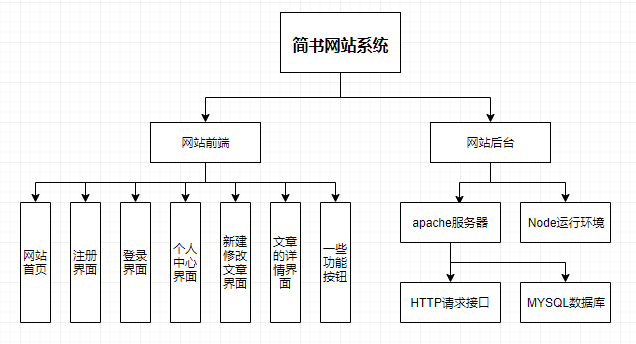 简书网站系统
网站前端
网站后台
网站
首页
注册
界面
登录
界面
个人
中心
界面
新建
修改
文章界面
文章
的详
情界
面
一些
功能
按钮
apache服务器
Node运行环境
HTTP请求接口
MYSQL数据库